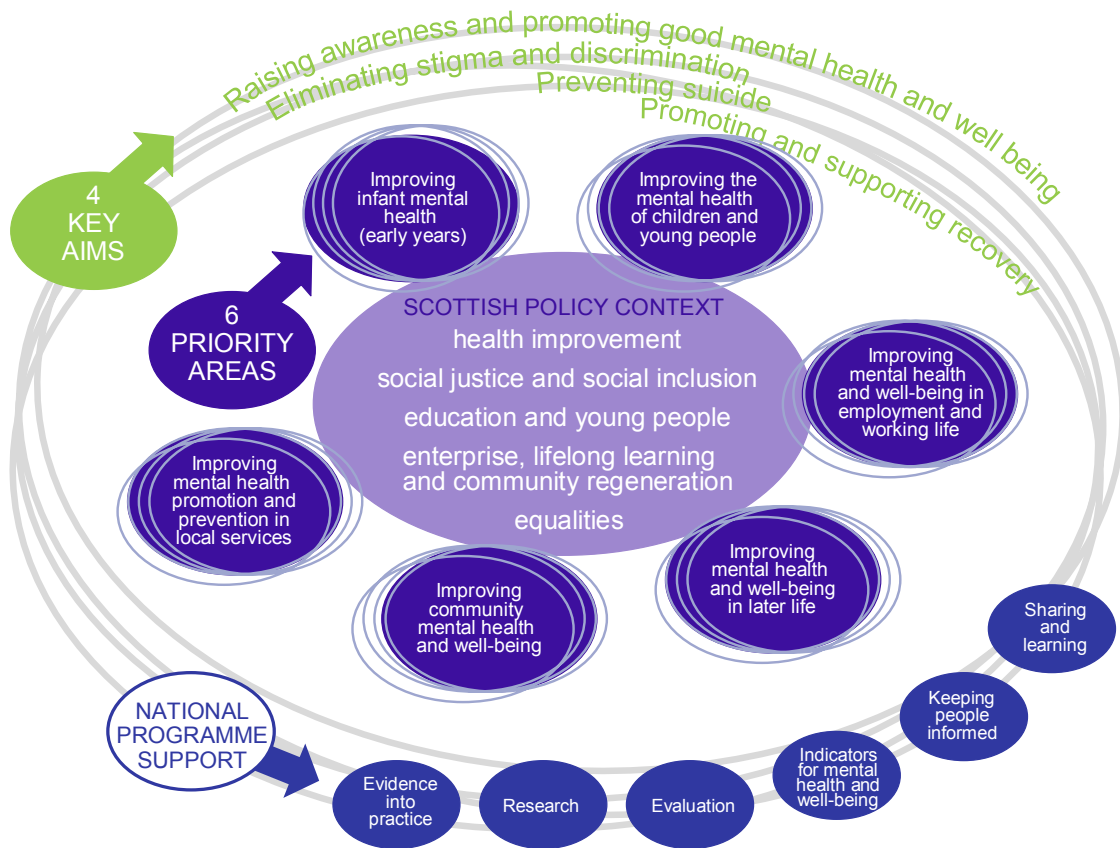 Raising awareness and promoting good mental health and well being
Eliminating stigma and discrimination
Preventing suicide
Promoting and supporting recovery
4
KEY
AIMS
6
PRIORITY
AREAS
Improving
infant mental
health
(early years)
Improving the
mental health
of children and
young people
Improving
mental health
and well-being in
employment and
working life
Improving
mental health
and well-being
in later life
Improving
community
mental health
and well-being
Improving
mental health
promotion and
prevention in
local services
SCOTTISH POLICY CONTEXT
health improvement
social justice and social inclusion
education and young people
enterprise, lifelong learning
and community regeneration
equalities
NATIONAL
PROGRAMME
SUPPORT
Evidence
into
practice
Research
Evaluation
Indicators
for mental
health and
well-being
Keeping
people
informed
Sharing
and
learning